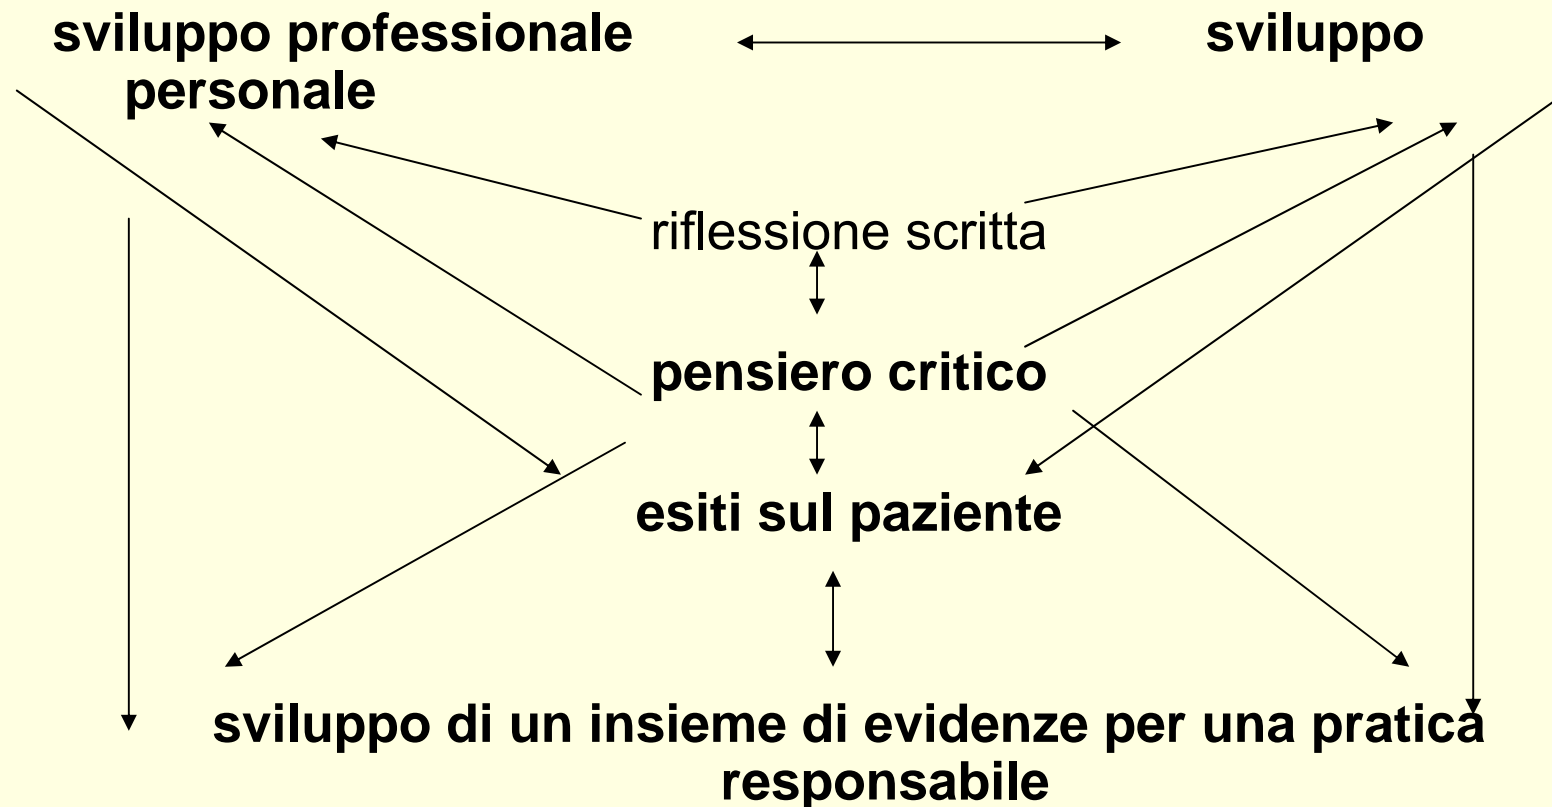 sviluppo professionale sviluppo
personale
riflessione scritta
pensiero critico
esiti sul paziente
sviluppo di un insieme di evidenze per una pratica
responsabile